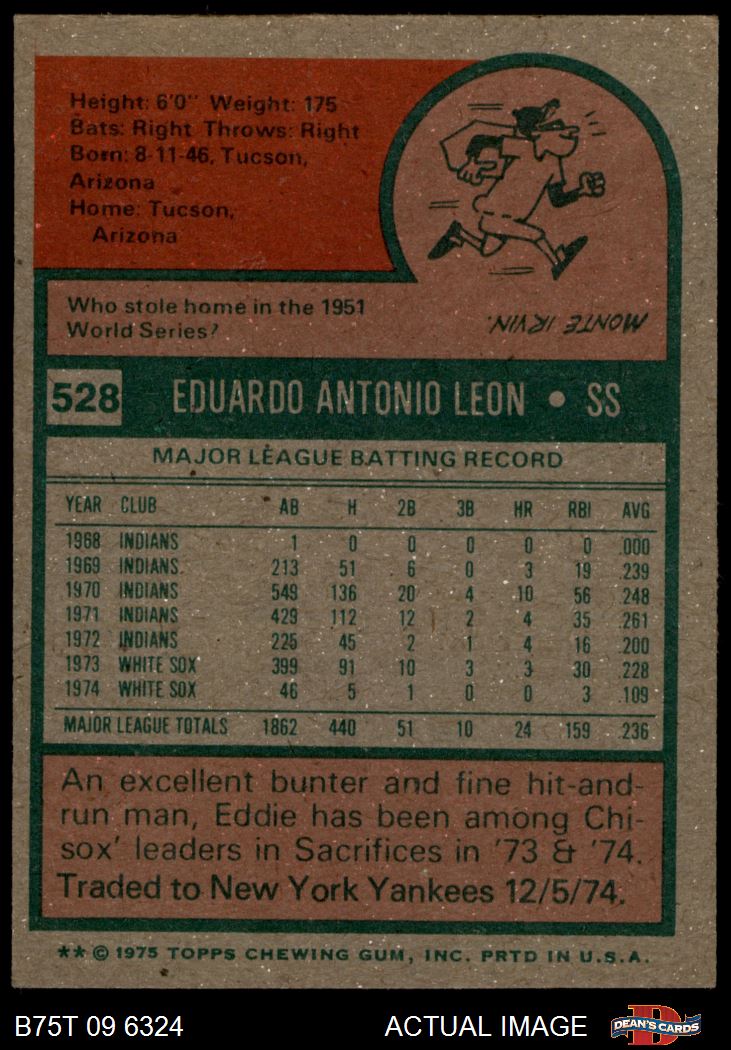 Height: 6'0" Weight: 175
Bats: Right Throws: Right
Born: 8-11-46, Tucson,
Arizona
Home: Tucson,
Arizona
Who stole home in the 1951
World Series?
MONTE IRVIN.
528 EDUARDO ANTONIO LEON • SS
MAJOR LEAGUE BATTING RECORD
YEAR CLUB AB H 2B 3B HR RBI AVG
1968 INDIANS 1 0 0 0 0 0 .000
1969 INDIANS 213 51 6 0 3 19 .239
1970 INDIANS 549 136 20 4 10 56 .248
1971 INDIANS 429 112 12 2 4 35 .261
1972 INDIANS 225 45 2 1 4 16 .200
1973 WHITE SOX 399 91 10 3 3 30 .228
1974 WHITE SOX 46 5 1 0 0 3 .109
MAJOR LEAGUE TOTALS 1862 440 51 10 24 159 .236
An excellent bunter and fine hit-and-
run man, Eddie has been among Chi-
sox' leaders in Sacrifices in '73 & '74.
Traded to New York Yankees 12/5/74.
** © 1975 TOPPS CHEWING GUM, INC. PRTD IN U.S.A.
B75T 09 6324 ACTUAL IMAGE
DEAN'S CARDS